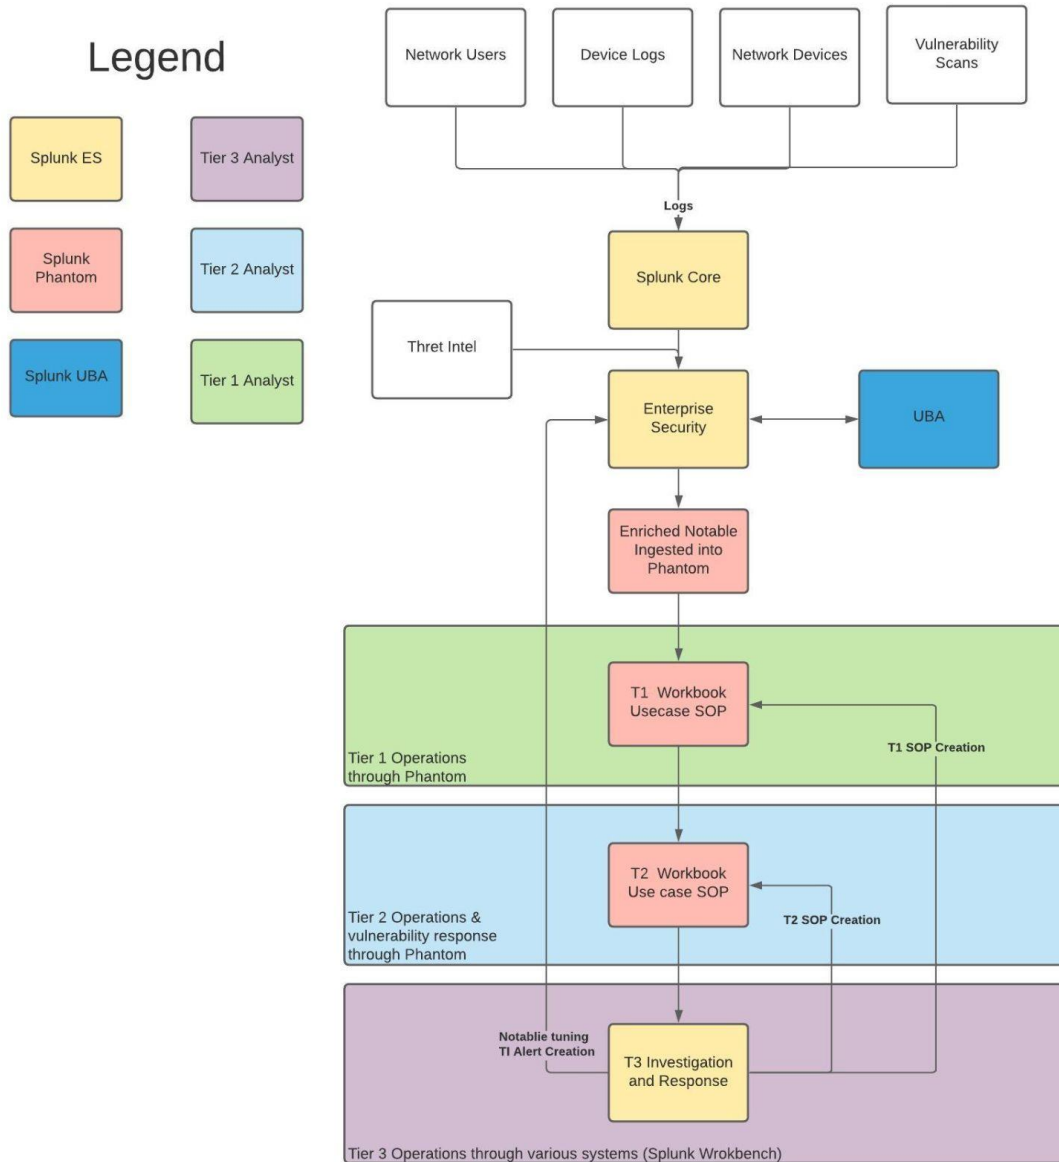 Legend
Network Users
Device Logs
Network Devices
Vulnerability
Scans
Splunk ES
Tier 3 Analyst
Logs
Splunk
Phantom
Tier 2 Analyst
Splunk Core
Thret Intel
Splunk UBA
Tier 1 Analyst
Enterprise
Security
UBA
Enriched Notable
Ingested into
Phantom
T1 Workbook
Usecase SOP
T1 SOP Creation
Tier 1 Operations
through Phantom
T2 Workbook
Use case SOP
T2 SOP Creation
Tier 2 Operations &
vulnerability response
through Phantom
Notablie tuning
TI Alert Creation
T3 Investigation
and Response
Tier 3 Operations through various systems (Splunk Wrokbench)